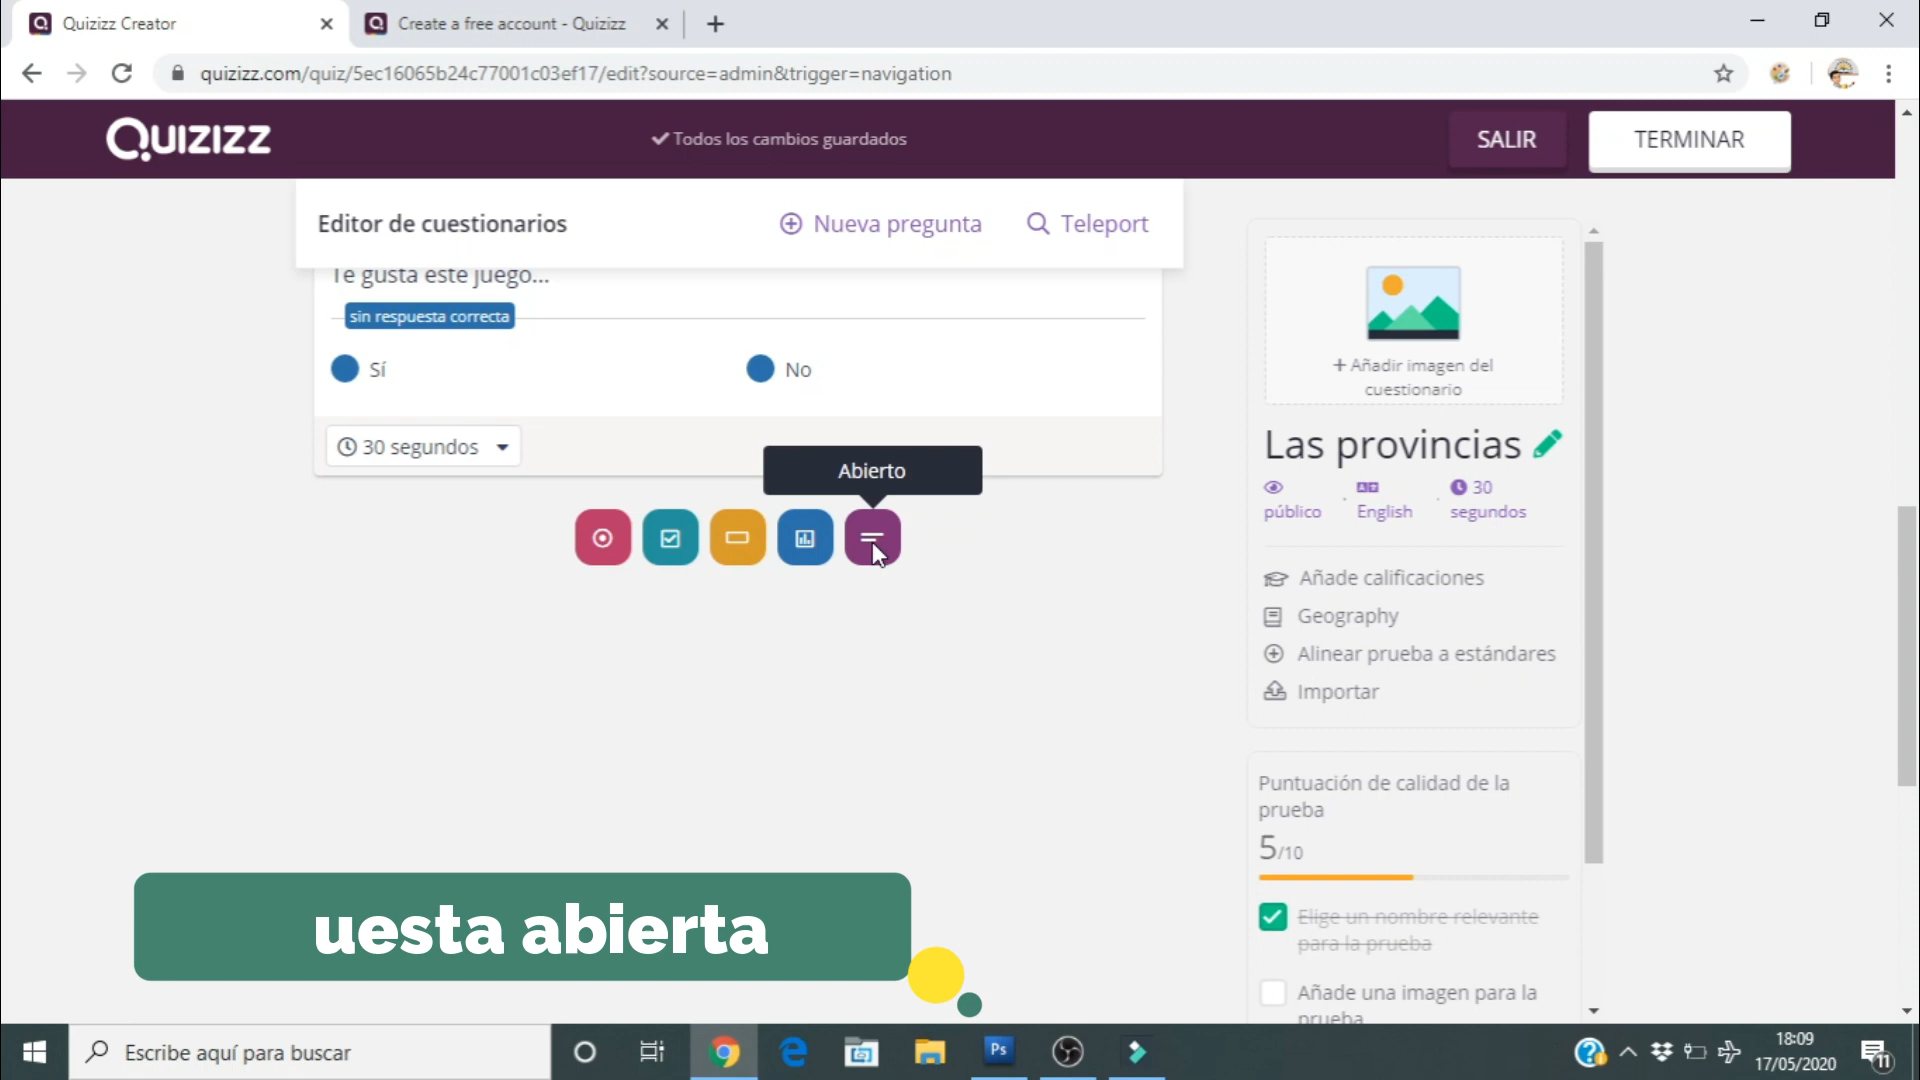 Quizizz Creator
Create a free account - Quizizz
quizizz.com/quiz/5ec16065b24c77001c03ef17/edit?source=admin&trigger=navigation
QUIZIZZ
Todos los cambios guardados
SALIR
TERMINAR
Editor de cuestionarios
Nueva pregunta
Teleport
Te gusta este juego...
sin respuesta correcta
Sí
No
30 segundos
Abierto
+ Añadir imagen del
cuestionario
Las provincias
público
English
30
segundos
Añade calificaciones
Geography
Alinear prueba a estándares
Importar
Puntuación de calidad de la
prueba
5/10
Elige un nombre relevante
para la prueba
Añade una imagen para la
prueba
uesta abierta
Escribe aquí para buscar
Ps
18:09
17/05/2020
11